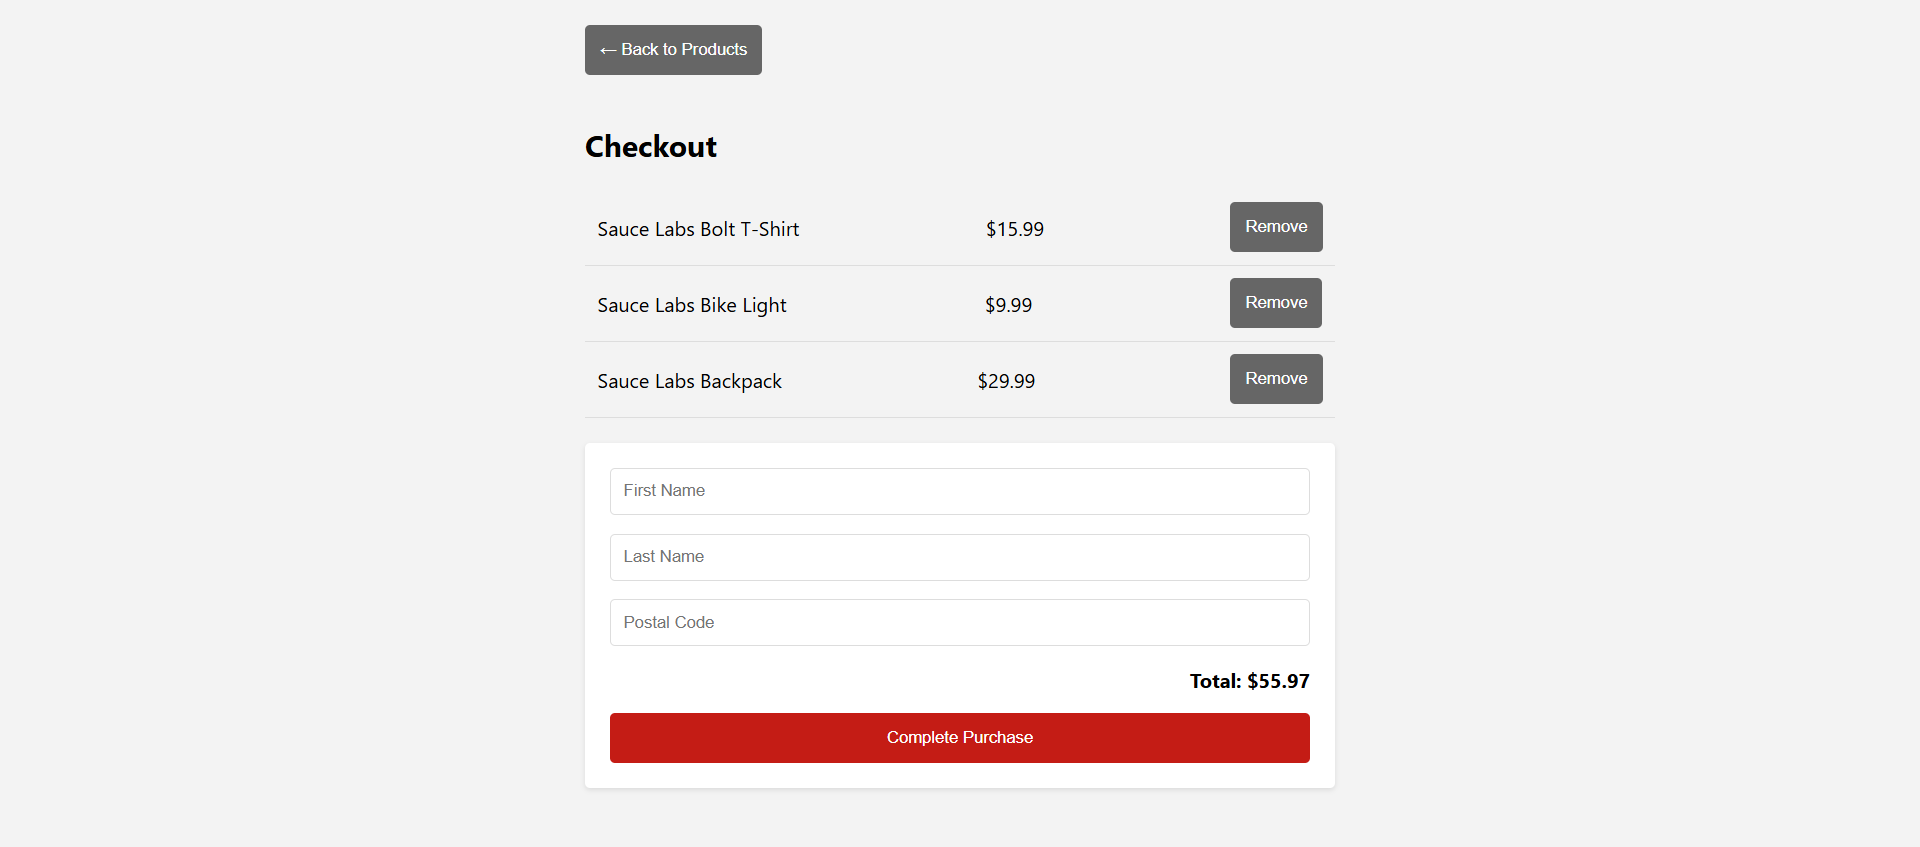 ← Back to Products
Checkout
Sauce Labs Bolt T-Shirt $15.99 Remove
Sauce Labs Bike Light $9.99 Remove
Sauce Labs Backpack $29.99 Remove
First Name
Last Name
Postal Code
Total: $55.97
Complete Purchase